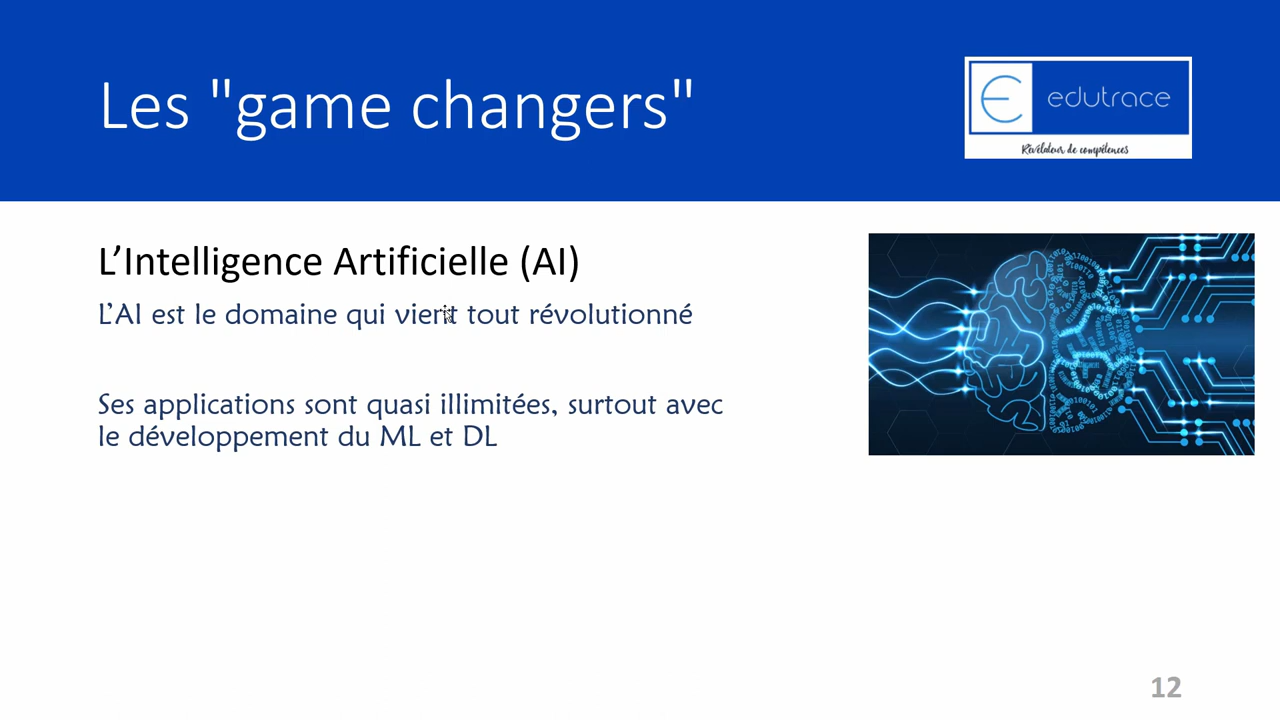 Les "game changers"
edutrace
Révélateur de compétences
L'Intelligence Artificielle (AI)
L'AI est le domaine qui vient tout révolutionné
Ses applications sont quasi illimitées, surtout avec
le développement du ML et DL
12